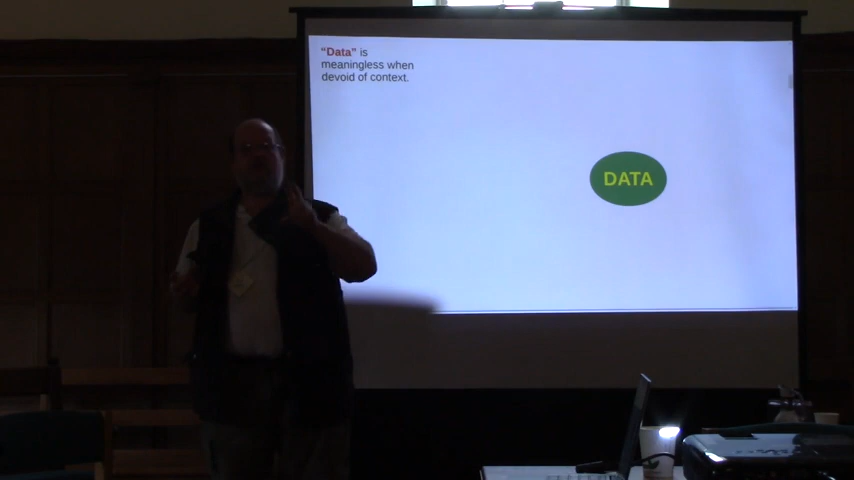 “Data” is
meaningless when
devoid of context.
DATA